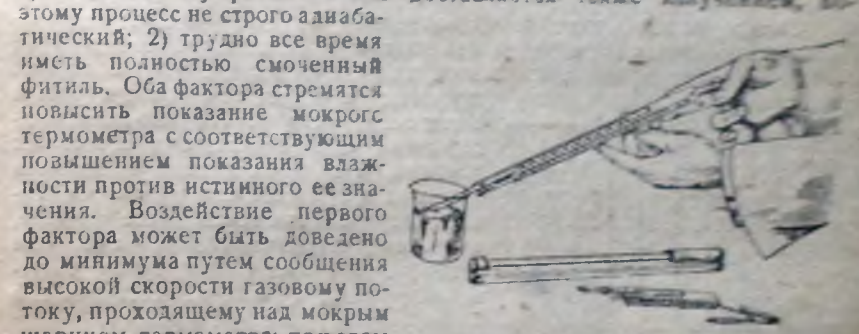 этому процесс не строго адиаба-
тический; 2) трудно все время
иметь полностью смоченный
фитиль. Оба фактора стремятся
повысить показание мокрого
термометра с соответствующим
повышением показания влаж-
ности против истинного ее зна-
чения. Воздействие первого
фактора может быть доведено
до минимума путем сообщения
высокой скорости газовому по-
току, проходящему над мокрым